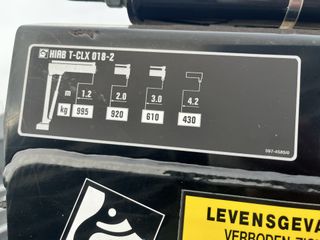 HIAB T-CLX 018-2
m 1.2 2.0 3.0 4.2
kg 995 920 610 430
597-4585/0
LEVENSGEVA
VERBODEN ZI